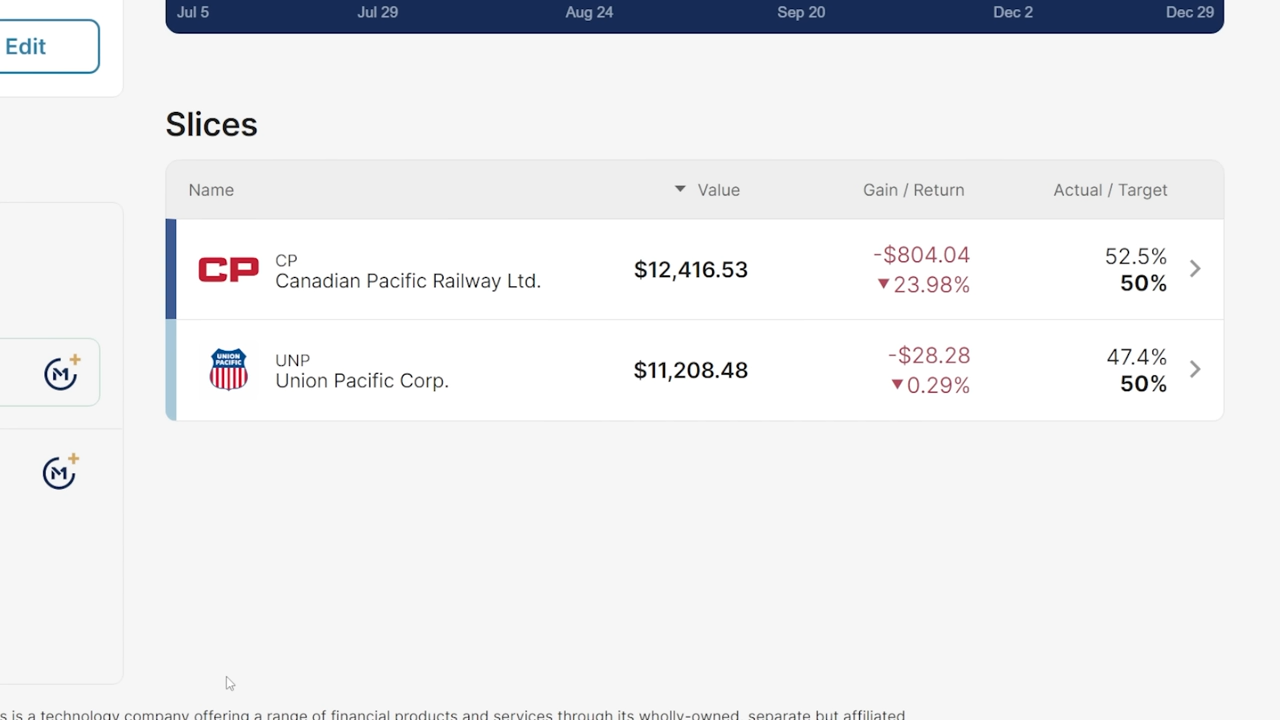 Jul 5 Jul 29 Aug 24 Sep 20 Dec 2 Dec 29
Edit
Slices
Name Value Gain / Return Actual / Target
CP
CP
Canadian Pacific Railway Ltd.
$12,416.53
-$804.04
▼23.98%
52.5%
50%
UNION
PACIFIC
UNP
Union Pacific Corp.
$11,208.48
-$28.28
▼0.29%
47.4%
50%
M+
M+
s is a technology company offering a range of financial products and services through its wholly-owned, separate but affiliated